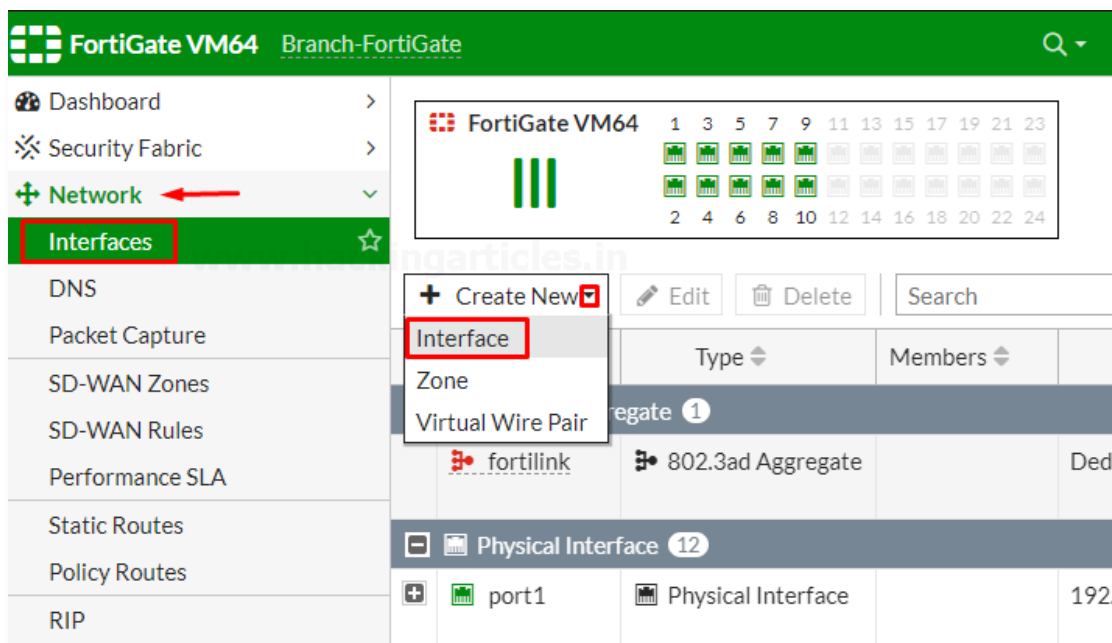 FortiGate VM64 Branch-FortiGate
Dashboard
Security Fabric
Network
Interfaces
DNS
Packet Capture
SD-WAN Zones
SD-WAN Rules
Performance SLA
Static Routes
Policy Routes
RIP
FortiGate VM64
1 3 5 7 9 11 13 15 17 19 21 23
2 4 6 8 10 12 14 16 18 20 22 24
www.hackingarticles.in
+ Create New Edit Delete Search
Interface
Zone
Virtual Wire Pair
Type Members
regate 1
fortilink 802.3ad Aggregate Ded
Physical Interface 12
port1 Physical Interface 192.